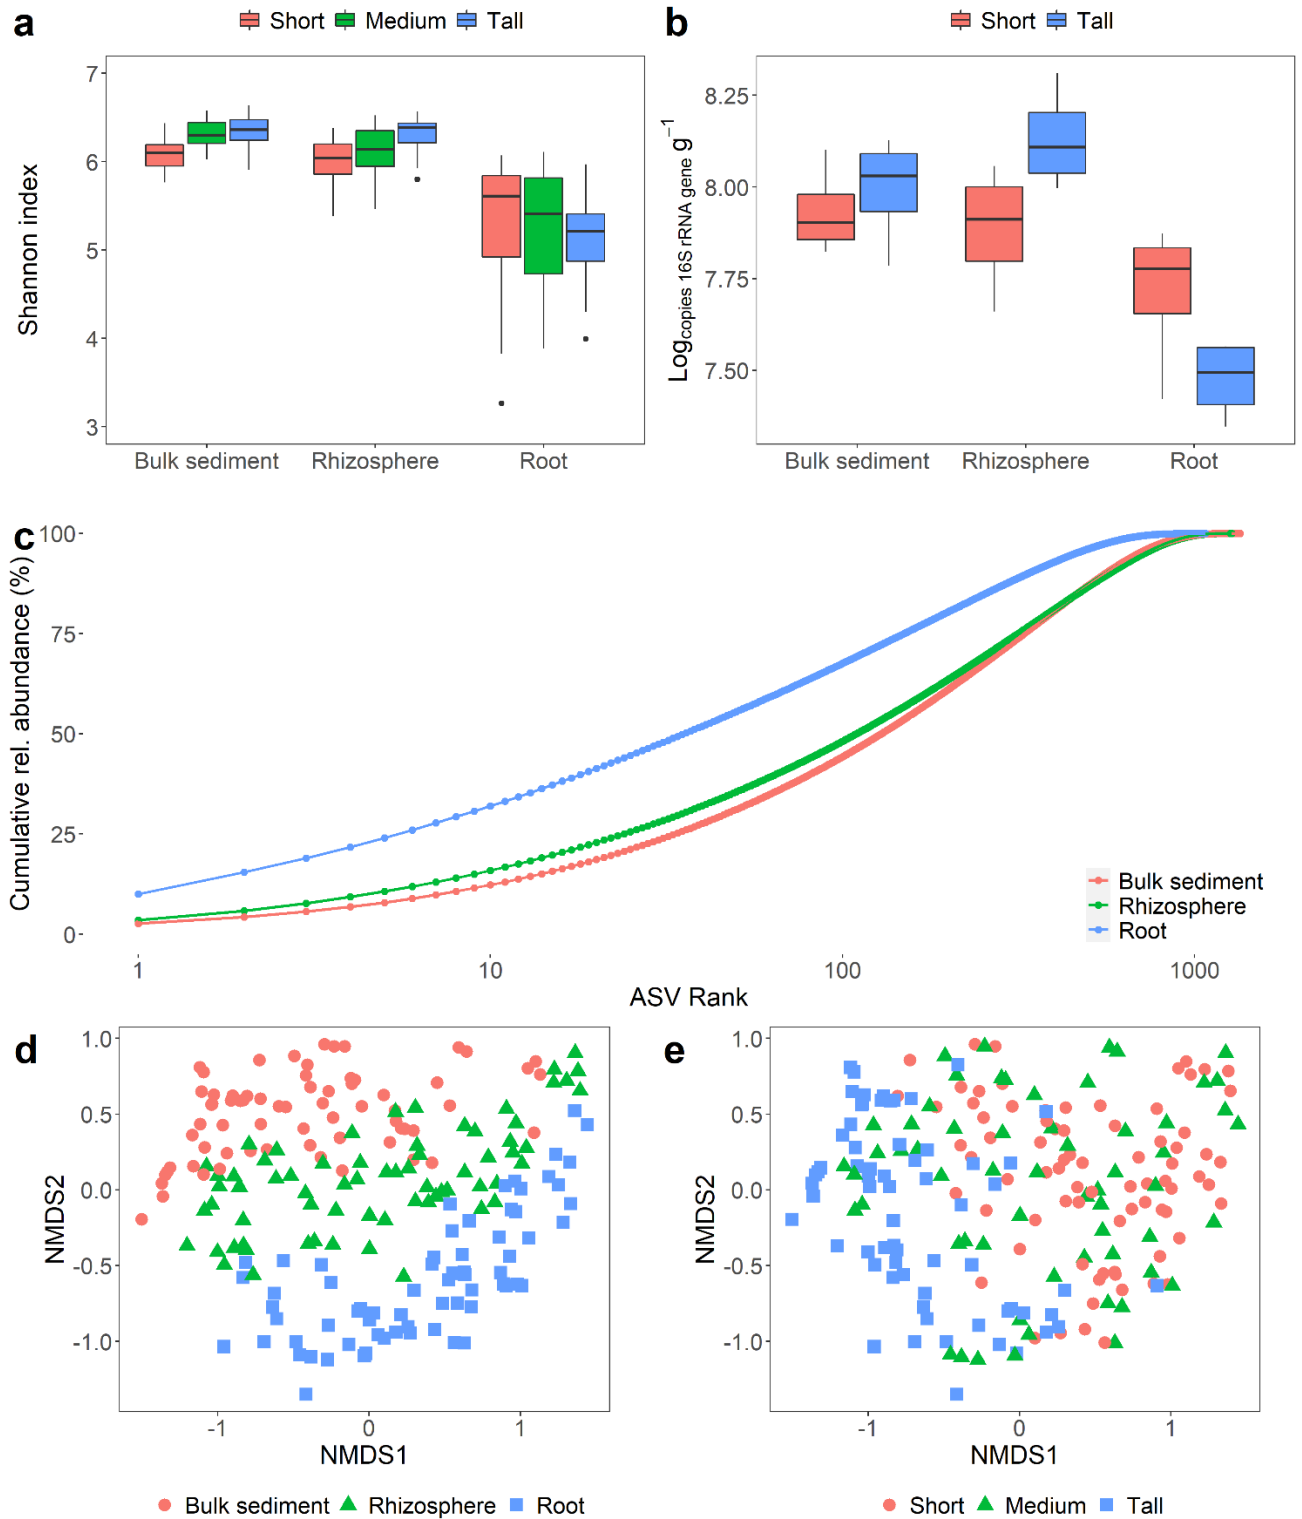 a
Short Medium Tall
7
6
5
4
3
Shannon index
Bulk sediment Rhizosphere Root
b
Short Tall
8.25
8.00
7.75
7.50
Log copies 16S rRNA gene g⁻¹
Bulk sediment Rhizosphere Root
c
100
75
50
25
0
Cumulative rel. abundance (%)
Bulk sediment
Rhizosphere
Root
1 10 100 1000
ASV Rank
d
1.0
0.5
0.0
-0.5
-1.0
NMDS2
-1 0 1
NMDS1
Bulk sediment Rhizosphere Root
e
1.0
0.5
0.0
-0.5
-1.0
NMDS2
-1 0 1
NMDS1
Short Medium Tall